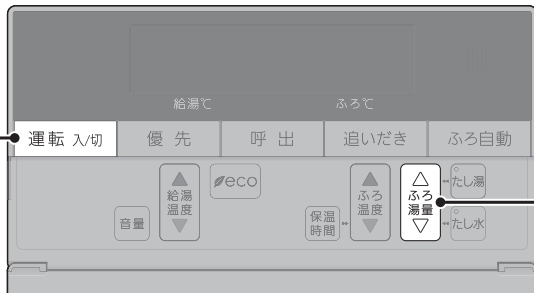 給湯℃ ふろ℃
運転 入/切 優先 呼出 追いだき ふろ自動
給湯
温度
eco
音量
ふろ
温度
保温
時間
ふろ
湯量
たし湯
たし水